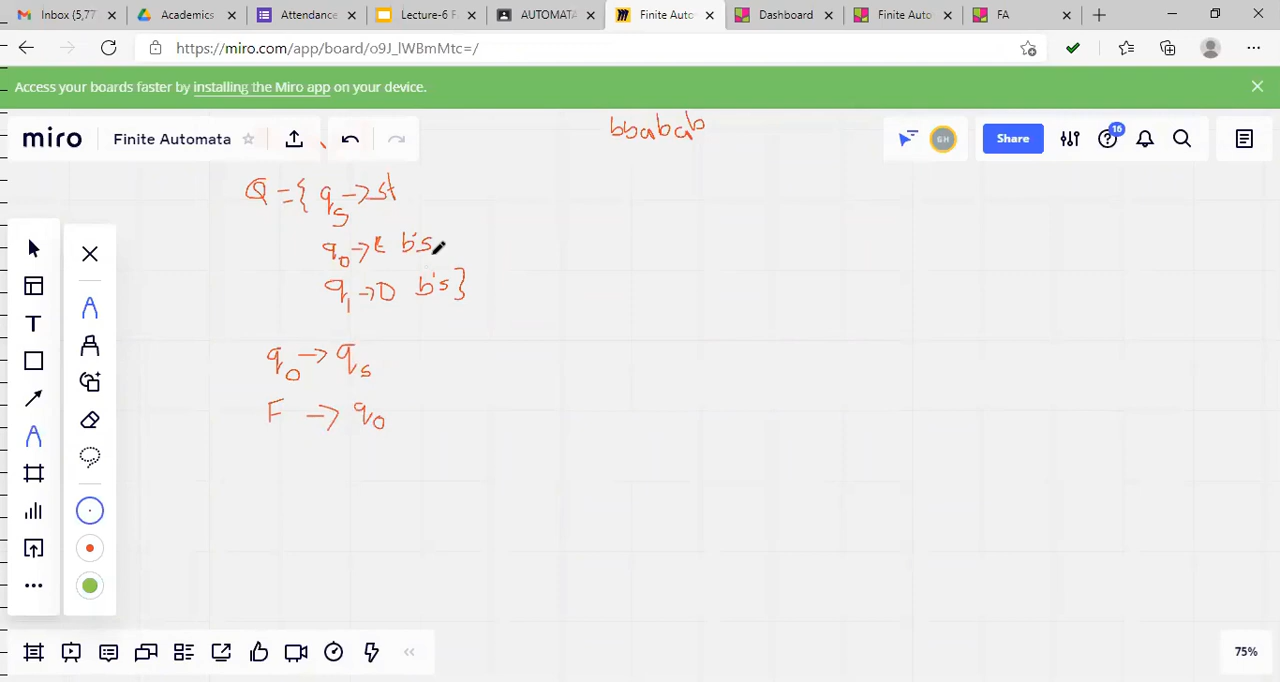 Inbox (5,77
Academics
Attendance
Lecture-6 F
AUTOMATA
Finite Auto
Dashboard
Finite Auto
FA
https://miro.com/app/board/o9J_lWBmMtc=/
Access your boards faster by installing the Miro app on your device.
miro
Finite Automata
Share
16
bbabab
Q={ qs→st
q0→E b's
q1→O b's}
q0 → qs
F → q0
T
75%